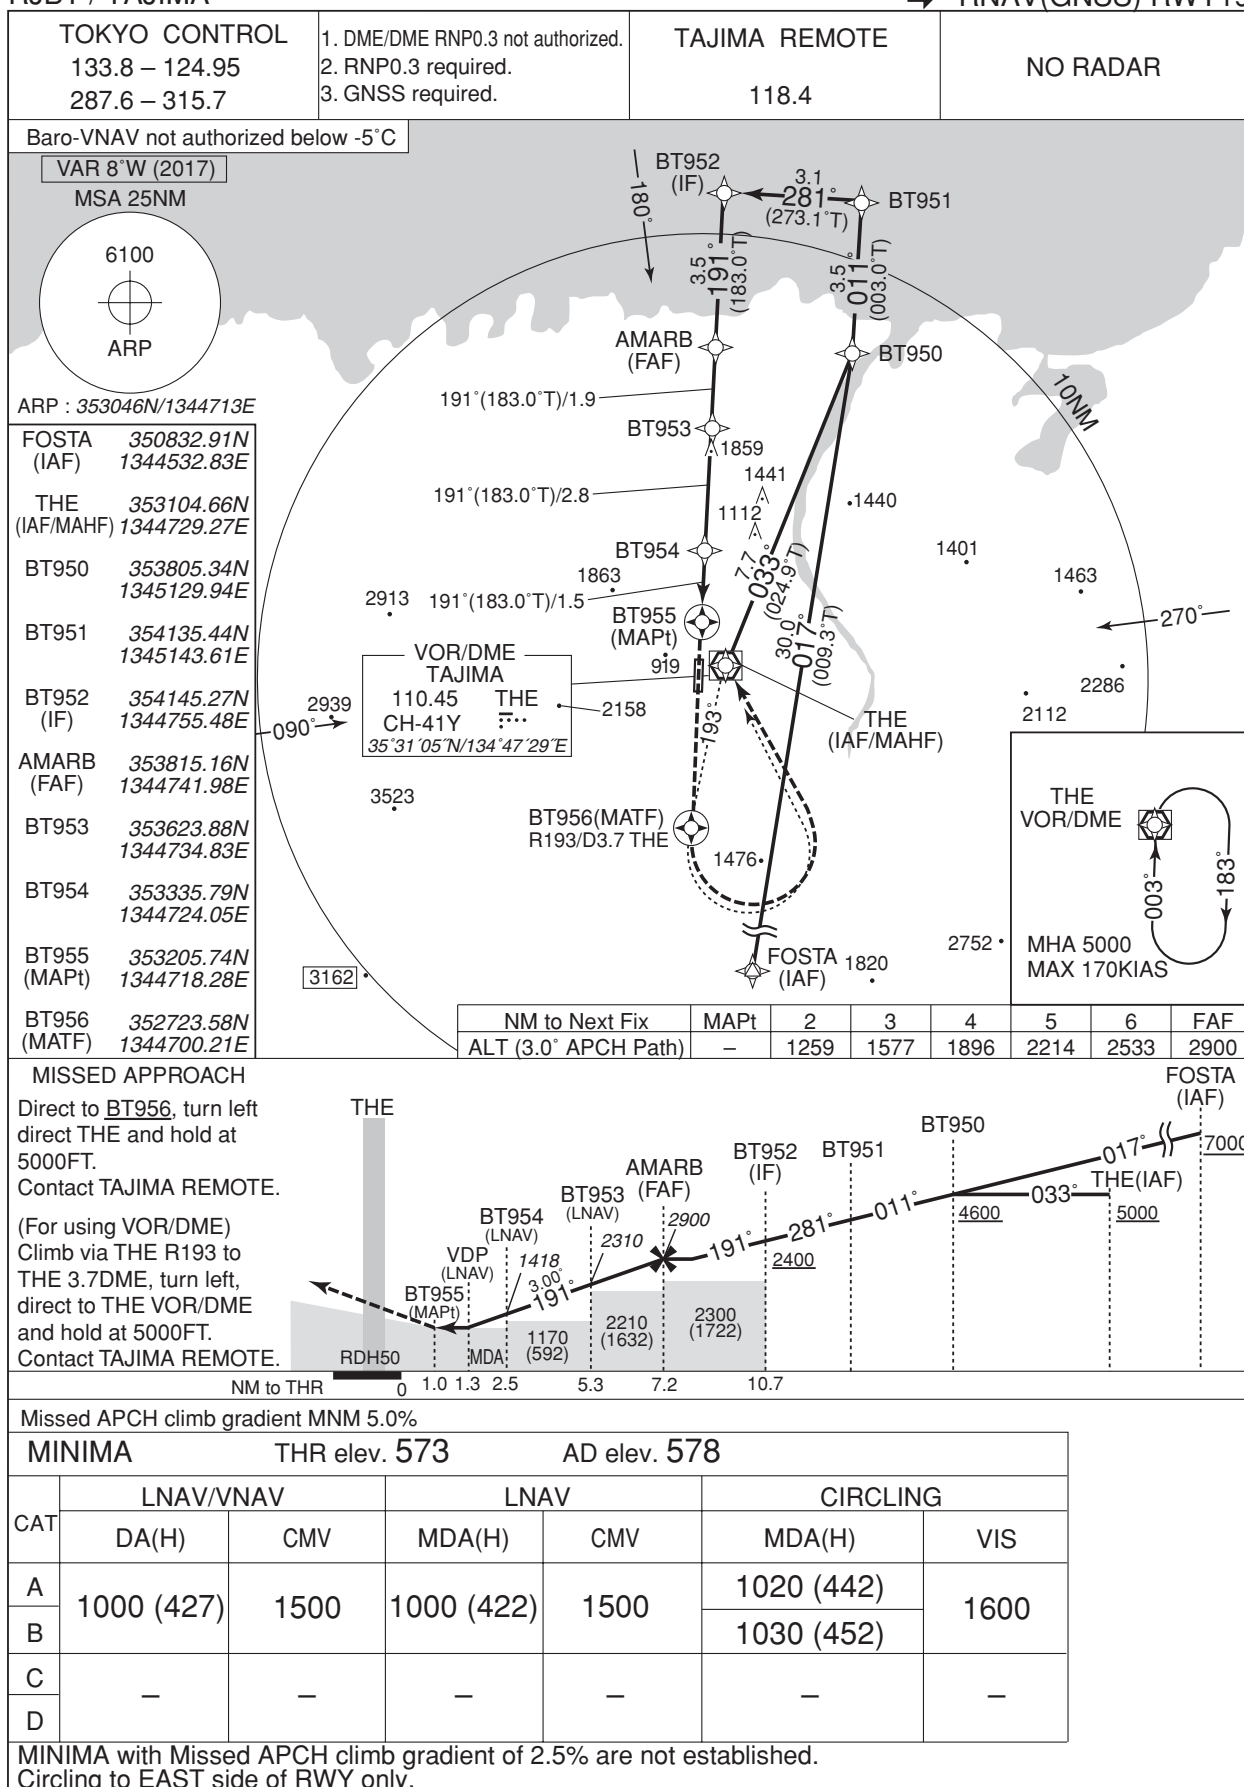 TOKYO CONTROL
133.8 – 124.95
287.6 – 315.7
1. DME/DME RNP0.3 not authorized.
2. RNP0.3 required.
3. GNSS required.
TAJIMA REMOTE
118.4
NO RADAR
Baro-VNAV not authorized below -5°C
VAR 8°W (2017)
MSA 25NM
6100
ARP
ARP : 353046N/1344713E
FOSTA 350832.91N
(IAF) 1344532.83E
THE 353104.66N
(IAF/MAHF) 1344729.27E
BT950 353805.34N
1345129.94E
BT951 354135.44N
1345143.61E
BT952 354145.27N
(IF) 1344755.48E
AMARB 353815.16N
(FAF) 1344741.98E
BT953 353623.88N
1344734.83E
BT954 353335.79N
1344724.05E
BT955 353205.74N
(MAPt) 1344718.28E
BT956 352723.58N
(MATF) 1344700.21E
180°
BT952
(IF)
3.1
281°
(273.1°T)
BT951
3.5
191°
(183.0°T)
3.5
011°
(003.0°T)
AMARB
(FAF)
BT950
10NM
191°(183.0°T)/1.9
BT953
1859
1441
191°(183.0°T)/2.8
1112
1440
BT954
1401
1863
7.7
033°
(024.9°T)
1463
2913
191°(183.0°T)/1.5
BT955
(MAPt)
30.0
017°
(009.3°T)
270°
VOR/DME
TAJIMA
110.45 THE
CH-41Y
35°31′05″N/134°47′29″E
919
2939
090°
2158
193°
THE
(IAF/MAHF)
2286
2112
3523
BT956(MATF)
R193/D3.7 THE
1476
THE
VOR/DME
003°
183°
MHA 5000
MAX 170KIAS
2752
FOSTA
(IAF)
1820
3162
NM to Next Fix MAPt 2 3 4 5 6 FAF
ALT (3.0° APCH Path) – 1259 1577 1896 2214 2533 2900
MISSED APPROACH
Direct to BT956, turn left
direct THE and hold at
5000FT.
Contact TAJIMA REMOTE.
(For using VOR/DME)
Climb via THE R193 to
THE 3.7DME, turn left,
direct to THE VOR/DME
and hold at 5000FT.
Contact TAJIMA REMOTE.
THE
FOSTA
(IAF)
7000
BT950
017°
THE(IAF)
033°
4600
5000
BT951
011°
BT952
(IF)
281°
2400
191°
AMARB
(FAF)
2900
BT953
(LNAV)
2310
BT954
(LNAV)
1418
VDP
(LNAV)
3.00°
191°
BT955
(MAPt)
2300
(1722)
2210
(1632)
1170
(592)
MDA
RDH50
NM to THR 0 1.0 1.3 2.5 5.3 7.2 10.7
Missed APCH climb gradient MNM 5.0%
MINIMA THR elev. 573 AD elev. 578
CAT LNAV/VNAV LNAV CIRCLING
DA(H) CMV MDA(H) CMV MDA(H) VIS
A 1000 (427) 1500 1000 (422) 1500 1020 (442) 1600
B 1030 (452)
C – – – – – –
D
MINIMA with Missed APCH climb gradient of 2.5% are not established.
Circling to EAST side of RWY only.